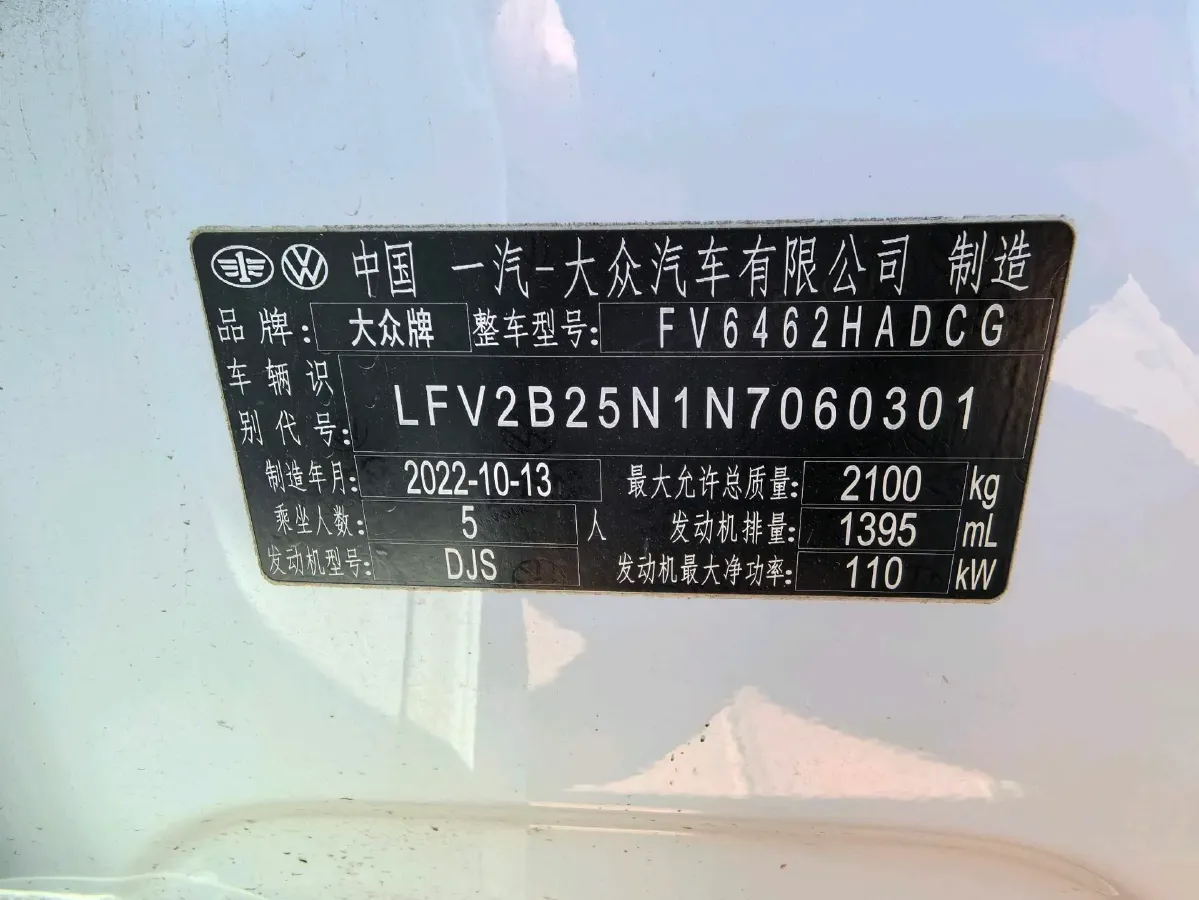 中国 一汽-大众汽车有限公司 制造
品牌: 大众牌 整车型号: FV6462HADCG
车辆识别代号: LFV2B25N1N7060301
制造年月: 2022-10-13 最大允许总质量: 2100 kg
乘坐人数: 5 人 发动机排量: 1395 mL
发动机型号: DJS 发动机最大净功率: 110 kW